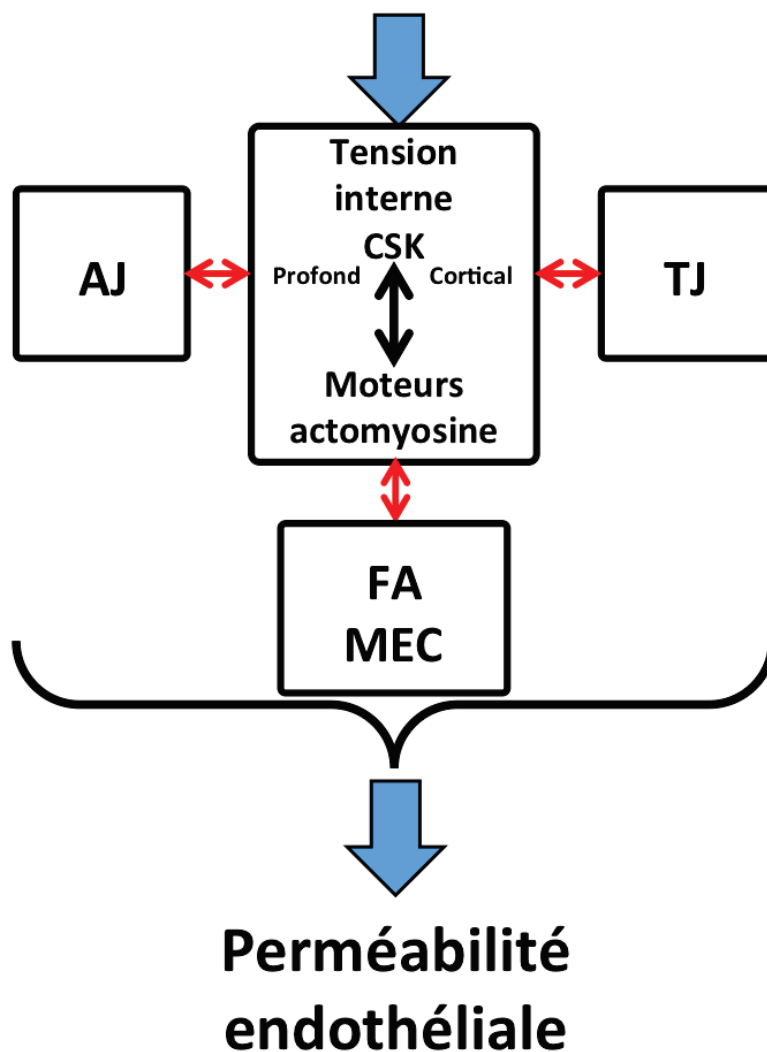 Tension
interne
CSK
Profond
Cortical
AJ
TJ
Moteurs
actomyosine
FA
MEC
Perméabilité
endothéliale